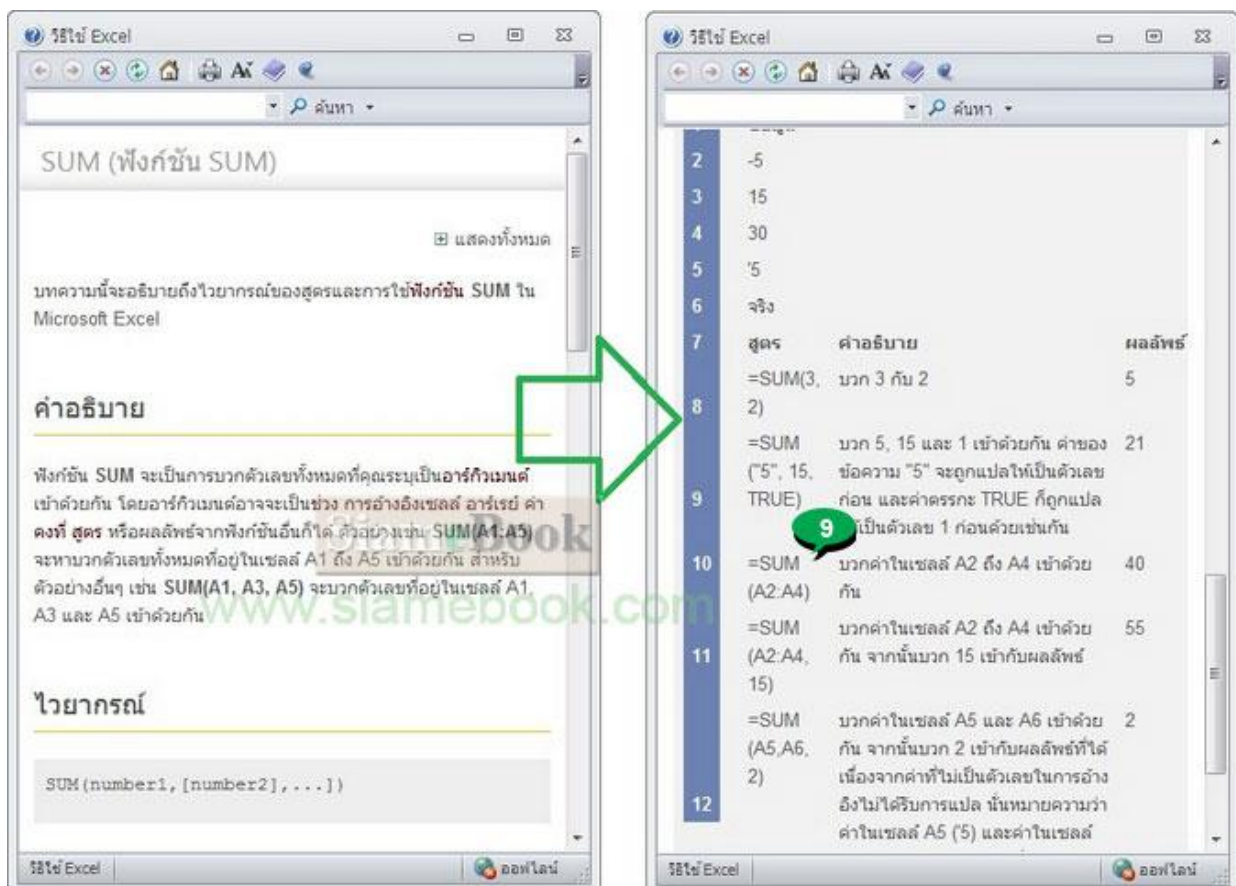 วิธีใช้ Excel
ค้นหา
SUM (ฟังก์ชัน SUM)
แสดงทั้งหมด
บทความนี้จะอธิบายถึงไวยากรณ์ของสูตรและการใช้ฟังก์ชัน SUM ใน
Microsoft Excel
คำอธิบาย
ฟังก์ชัน SUM จะเป็นการบวกตัวเลขทั้งหมดที่คุณระบุเป็นอาร์กิวเมนต์
เข้าด้วยกัน โดยอาร์กิวเมนต์อาจจะเป็นช่วง การอ้างอิงเซลล์ อาร์เรย์ ค่า
คงที่ สูตร หรือผลลัพธ์จากฟังก์ชันอื่นก็ได้ ตัวอย่างเช่น SUM(A1:A5)
จะหาบวกตัวเลขทั้งหมดที่อยู่ในเซลล์ A1 ถึง A5 เข้าด้วยกัน สำหรับ
ตัวอย่างอื่นๆ เช่น SUM(A1, A3, A5) จะบวกตัวเลขที่อยู่ในเซลล์ A1,
A3 และ A5 เข้าด้วยกัน
ไวยากรณ์
SUM(number1,[number2],...])
วิธีใช้ Excel
ออฟไลน์
วิธีใช้ Excel
ค้นหา
2 -5
3 15
4 30
5 '5
6 จริง
7 สูตร คำอธิบาย ผลลัพธ์
=SUM(3, บวก 3 กับ 2 5
8 2)
=SUM บวก 5, 15 และ 1 เข้าด้วยกัน ค่าของ 21
("5", 15, ข้อความ "5" จะถูกแปลให้เป็นตัวเลข
9 TRUE) ก่อน และค่าตรรกะ TRUE ก็ถูกแปล
9 เป็นตัวเลข 1 ก่อนด้วยเช่นกัน
10 =SUM บวกค่าในเซลล์ A2 ถึง A4 เข้าด้วย 40
(A2:A4) กัน
=SUM บวกค่าในเซลล์ A2 ถึง A4 เข้าด้วย 55
11 (A2:A4, กัน จากนั้นบวก 15 เข้ากับผลลัพธ์
15)
=SUM บวกค่าในเซลล์ A5 และ A6 เข้าด้วย 2
(A5,A6, กัน จากนั้นบวก 2 เข้ากับผลลัพธ์ที่ได้
2) เนื่องจากค่าที่ไม่เป็นตัวเลขในการอ้าง
12 อิงไม่ได้รับการแปล นั่นหมายความว่า
ค่าในเซลล์ A5 ('5) และค่าในเซลล์
วิธีใช้ Excel
ออฟไลน์
www.siamebook.com